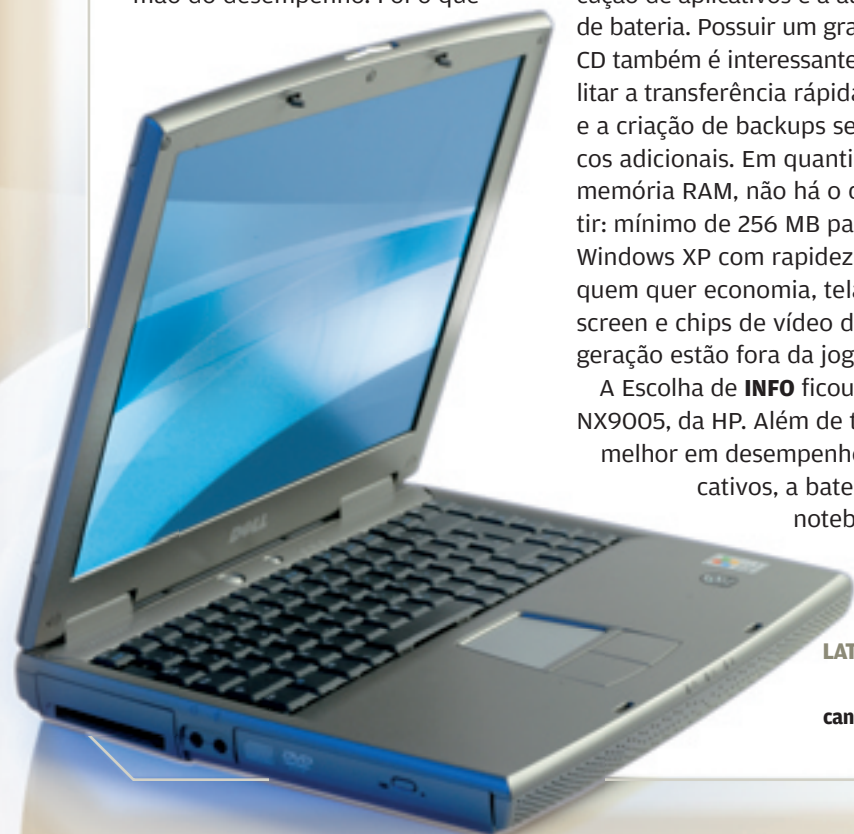 mão do desempenho. Foi o que
cução de aplicativos e a au
de bateria. Possuir um gra
CD também é interessante
litar a transferência rápida
e a criação de backups se
cos adicionais. Em quanti
memória RAM, não há o
tir: mínimo de 256 MB pa
Windows XP com rapidez
quem quer economia, tela
screen e chips de vídeo d
geração estão fora da jog
A Escolha de INFO ficou
NX9005, da HP. Além de t
melhor em desempenho
cativos, a bate
noteb
DELL
DVD
LAT
can